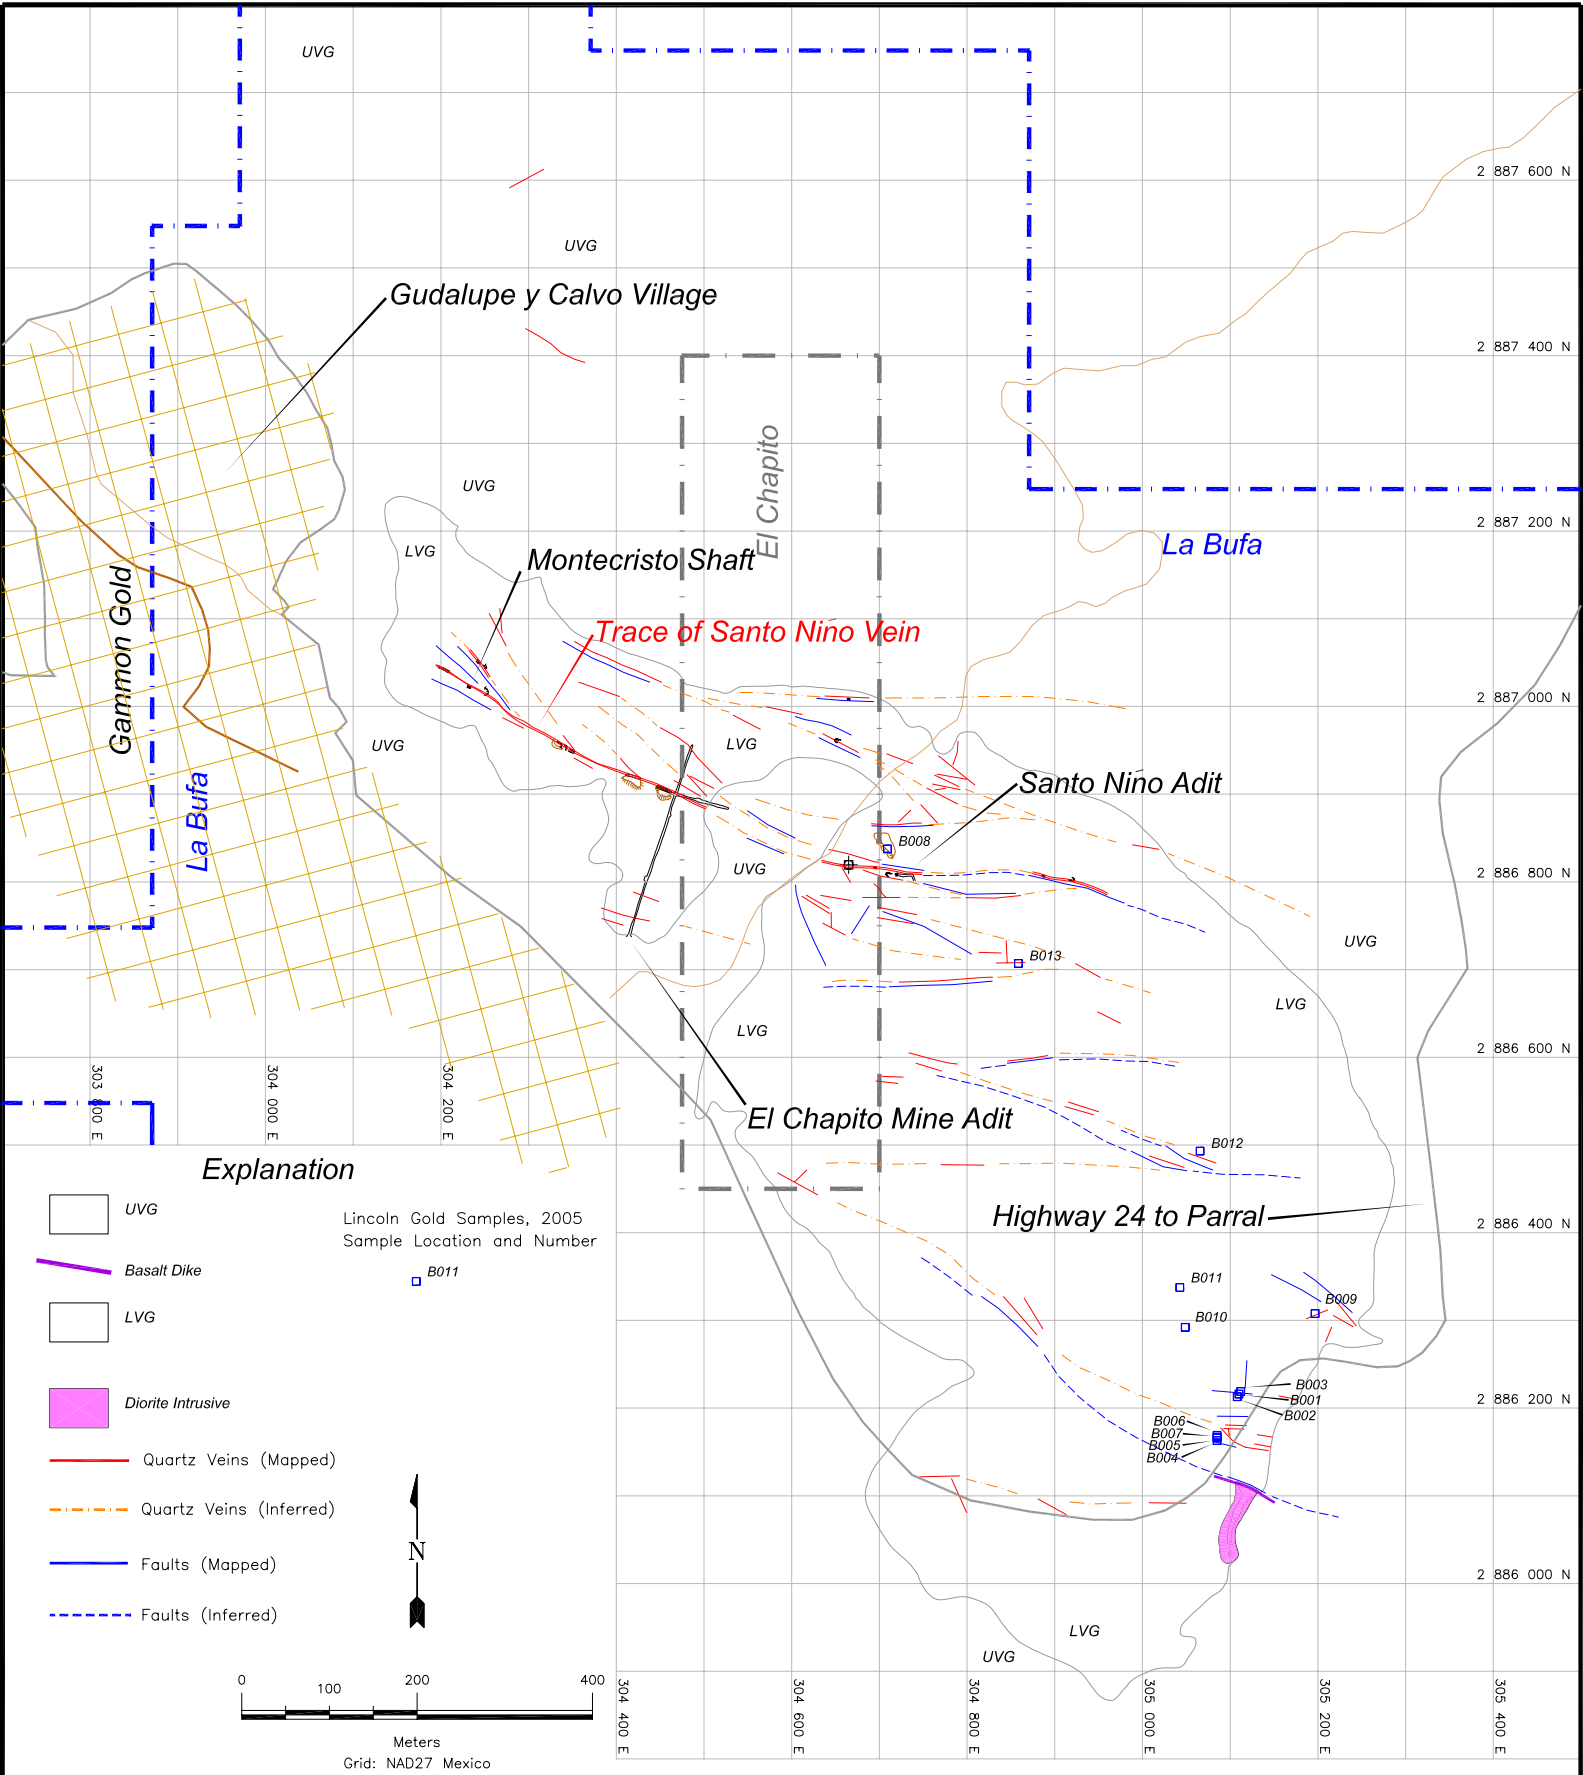 UVG
2 887 600 N
UVG
Gudalupe y Calvo Village
2 887 400 N
El Chapito
UVG
2 887 200 N
LVG
La Bufa
Montecristo Shaft
Gammon Gold
Trace of Santo Nino Vein
2 887 000 N
UVG
LVG
La Bufa
Santo Nino Adit
B008
UVG
2 886 800 N
UVG
B013
LVG
LVG
2 886 600 N
303 800 E
304 000 E
304 200 E
El Chapito Mine Adit
B012
Explanation
UVG
Lincoln Gold Samples, 2005
Sample Location and Number
B011
Basalt Dike
LVG
Highway 24 to Parral
2 886 400 N
B011
B009
B010
Diorite Intrusive
B003
B001
B002
2 886 200 N
B006
B007
B005
B004
Quartz Veins (Mapped)
Quartz Veins (Inferred)
Faults (Mapped)
Faults (Inferred)
N
2 886 000 N
LVG
UVG
0
100
200
400
Meters
Grid: NAD27 Mexico
304 400 E
304 600 E
304 800 E
305 000 E
305 200 E
305 400 E